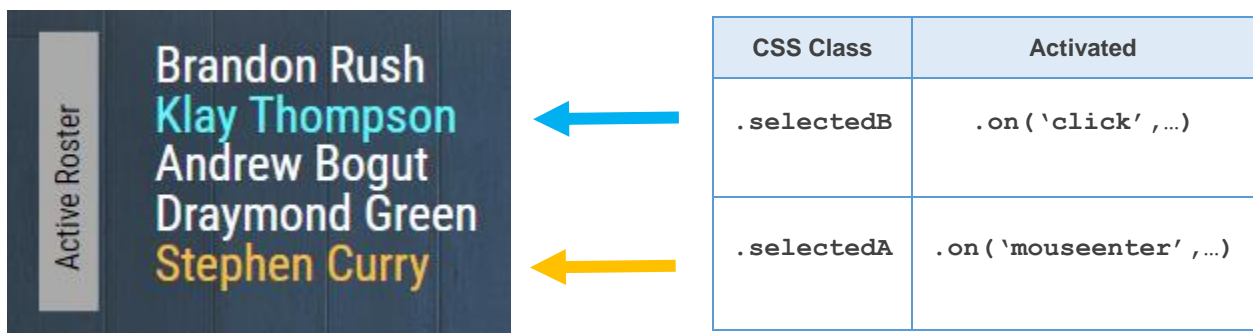 Active Roster
Brandon Rush
Klay Thompson
Andrew Bogut
Draymond Green
Stephen Curry
CSS Class Activated
.selectedB .on(‘click’,…)
.selectedA .on(‘mouseenter’,…)